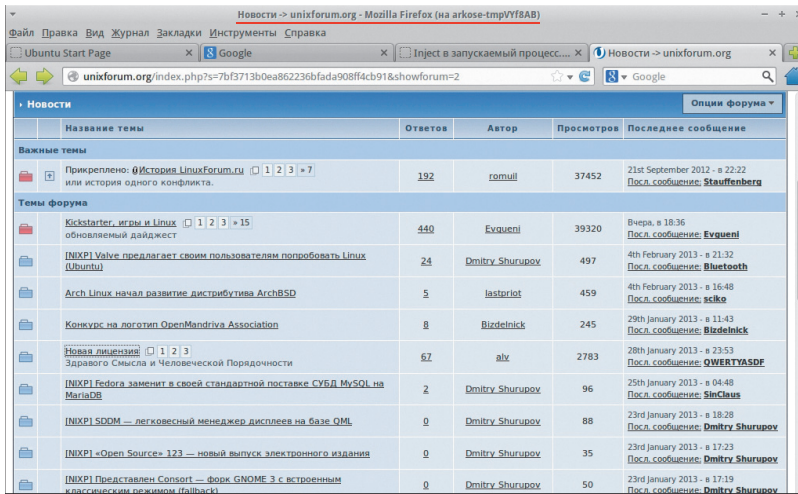 Новости -> unixforum.org - Mozilla Firefox (на arkose-tmpVYf8AB)
Файл Правка Вид Журнал Закладки Инструменты Справка
Ubuntu Start Page
Google
Inject в запускаемый процесс....
Новости -> unixforum.org
unixforum.org/index.php?s=7bf3713b0ea862236bfada908ff4cb91&showforum=2
Google
Новости
Опции форума
Название темы Ответов Автор Просмотров Последнее сообщение
Важные темы
Прикреплено: История LinuxForum.ru 1 2 3 » 7
или история одного конфликта.
192 romuil 37452
21st September 2012 - в 22:22
Посл. сообщение: Stauffenberg
Темы форума
Kickstarter, игры и Linux 1 2 3 » 15
обновляемый дайджест
440 Evgueni 39320
Вчера, в 18:36
Посл. сообщение: Evgueni
[NIXP] Valve предлагает своим пользователям попробовать Linux
(Ubuntu)
24 Dmitry Shurupov 497
4th February 2013 - в 21:32
Посл. сообщение: Bluetooth
Arch Linux начал развитие дистрибутива ArchBSD
5 lastpriot 459
4th February 2013 - в 16:48
Посл. сообщение: sciko
Конкурс на логотип OpenMandriva Association
8 Bizdelnick 245
29th January 2013 - в 11:43
Посл. сообщение: Bizdelnick
Новая лицензия 1 2 3
Здравого Смысла и Человеческой Порядочности
67 alv 2783
28th January 2013 - в 23:53
Посл. сообщение: QWERTYASDF
[NIXP] Fedora заменит в своей стандартной поставке СУБД MySQL на
MariaDB
2 Dmitry Shurupov 96
25th January 2013 - в 04:48
Посл. сообщение: SinClaus
[NIXP] SDDM — легковесный менеджер дисплеев на базе QML
0 Dmitry Shurupov 88
23rd January 2013 - в 18:28
Посл. сообщение: Dmitry Shurupov
[NIXP] «Open Source» 123 — новый выпуск электронного издания
0 Dmitry Shurupov 35
23rd January 2013 - в 17:23
Посл. сообщение: Dmitry Shurupov
[NIXP] Представлен Consort — форк GNOME 3 с встроенным
классическим режимом (fallback)
0 Dmitry Shurupov 50
23rd January 2013 - в 17:19
Посл. сообщение: Dmitry Shurupov